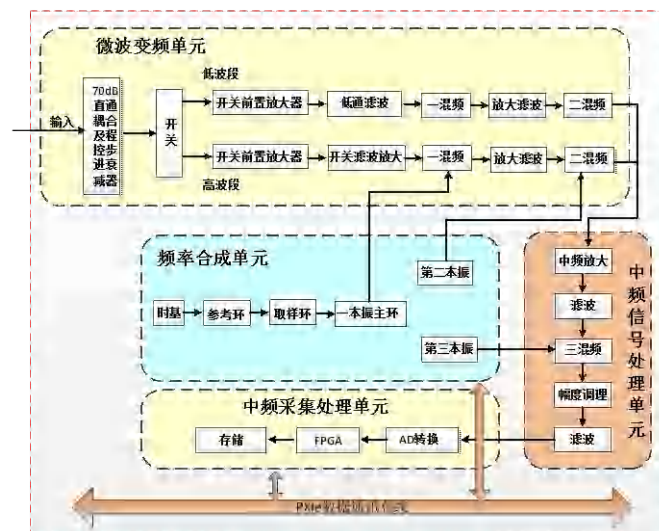 微波变频单元
低波段
输入
70dB
直通
耦合
及程
控步
进衰
减器
开关
开关前置放大器
低通滤波
一混频
放大滤波
二混频
开关前置放大器
开关滤波放大
一混频
放大滤波
二混频
高波段
频率合成单元
第二本振
时基
参考环
取样环
一本振主环
第三本振
中频信号处理单元
中频放大
滤波
三混频
幅度调理
滤波
中频采集处理单元
存储
FPGA
AD转换